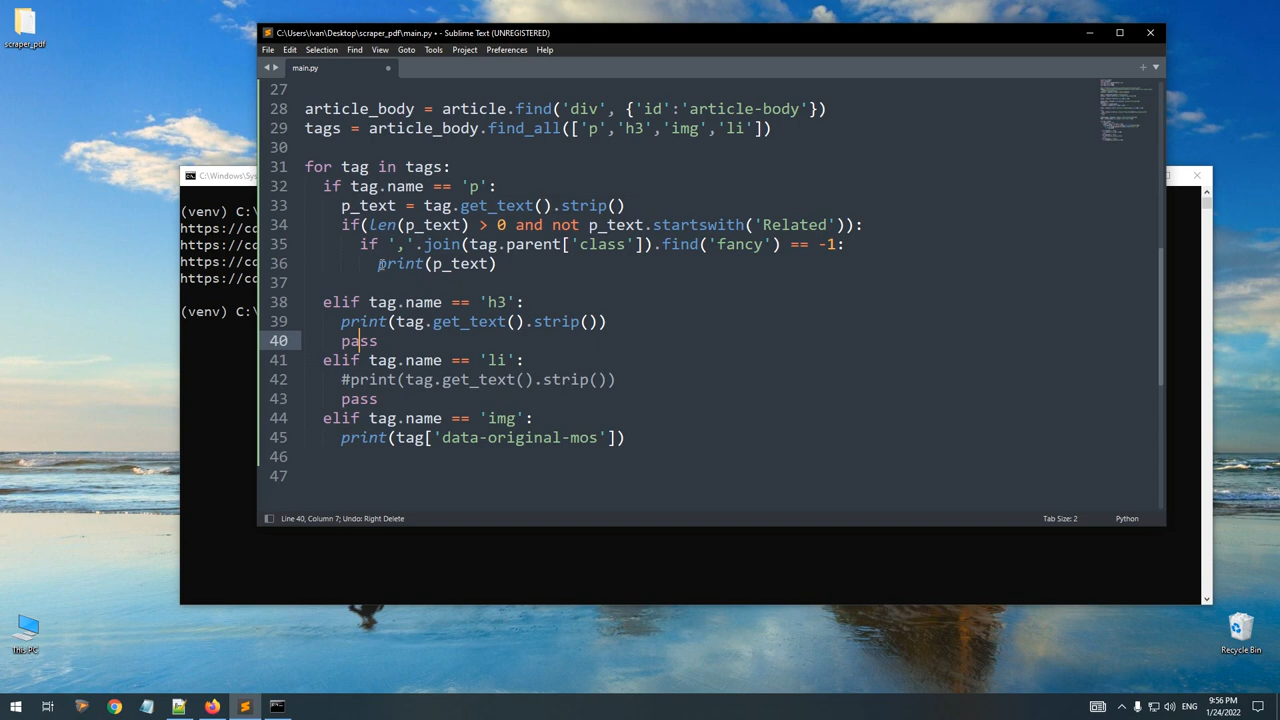 scraper_pdf
C:\Users\Ivan\Desktop\scraper_pdf\main.py • - Sublime Text (UNREGISTERED)
File Edit Selection Find View Goto Tools Project Preferences Help
main.py
27
28 article_body = article.find('div', {'id':'article-body'})
29 tags = article_body.find_all(['p','h3','img','li'])
30
31 for tag in tags:
32 if tag.name == 'p':
33 p_text = tag.get_text().strip()
34 if(len(p_text) > 0 and not p_text.startswith('Related')):
35 if ','.join(tag.parent['class']).find('fancy') == -1:
36 print(p_text)
37
38 elif tag.name == 'h3':
39 print(tag.get_text().strip())
40 pass
41 elif tag.name == 'li':
42 #print(tag.get_text().strip())
43 pass
44 elif tag.name == 'img':
45 print(tag['data-original-mos'])
46
47
Line 40, Column 7; Undo: Right Delete
Tab Size: 2
Python
C:\Windows\Sys
(venv) C:\
https://cd
https://cd
https://cd
https://cd
(venv) C:\
This PC
Recycle Bin
ENG
9:56 PM
1/24/2022